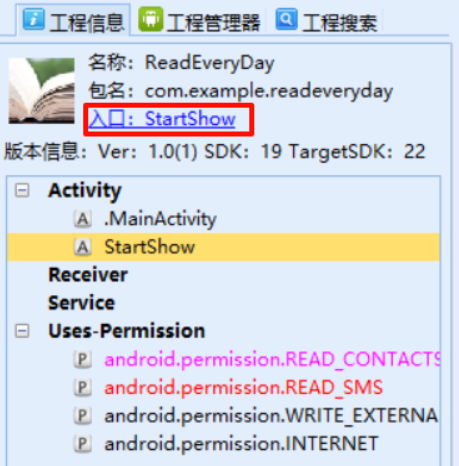 工程信息 工程管理器 工程搜索
名称: ReadEveryDay
包名: com.example.readeveryday
入口: StartShow
版本信息: Ver: 1.0(1) SDK: 19 TargetSDK: 22
Activity
A .MainActivity
A StartShow
Receiver
Service
Uses-Permission
P android.permission.READ_CONTACTS
P android.permission.READ_SMS
P android.permission.WRITE_EXTERNA
P android.permission.INTERNET